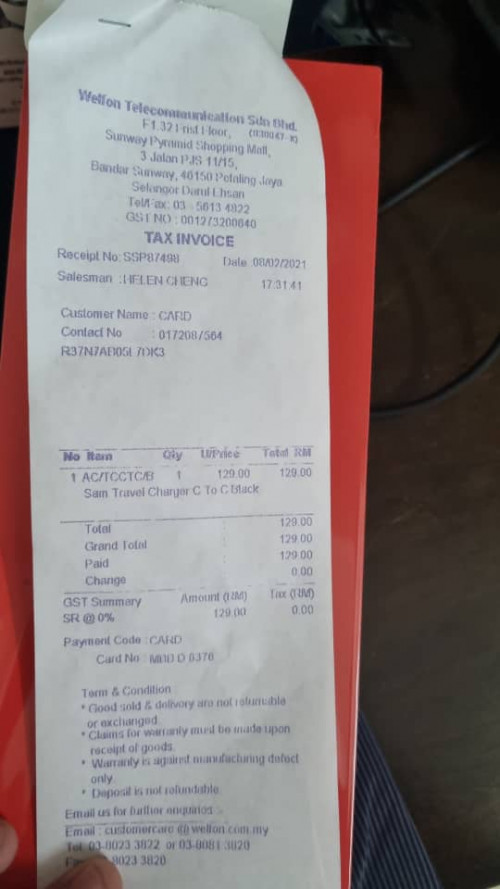 Welfon Telecommunication Sdn Bhd.
F1.32 First Floor,
Sunway Pyramid Shopping Mall,
3 Jalan PJS 11/15,
Bandar Sunway, 46150 Petaling Jaya
Selangor Darul Ehsan
Tel/Fax: 03 - 5613 4822
GST NO : 001273200640
TAX INVOICE
Receipt No: SSP87498 Date :08/02/2021
Salesman :HELEN CHENG 17:31:41
Customer Name : CARD
Contact No : 017208/564
No Item Qty U/Price Total RM
1 AC/TCCTC/B 1 129.00 129.00
Sam Travel Charger C To C Black
Total 129.00
Grand Total 129.00
Paid 129.00
Change 0.00
GST Summary Amount (RM) Tax (RM)
SR @ 0% 129.00 0.00
Payment Code : CARD
Card No : MBB D 8376
Term & Condition
* Good sold & delivery are not returnable
or exchanged.
* Claims for warranty must be made upon
receipt of goods.
* Warranty is against manufacturing defect
only.
* Deposit is not refundable.
Email us for further enquiries :-
Email : customercare @ welfon.com.my
Tel: 03-8023 3822 or 03-8081 3820
8023 3820